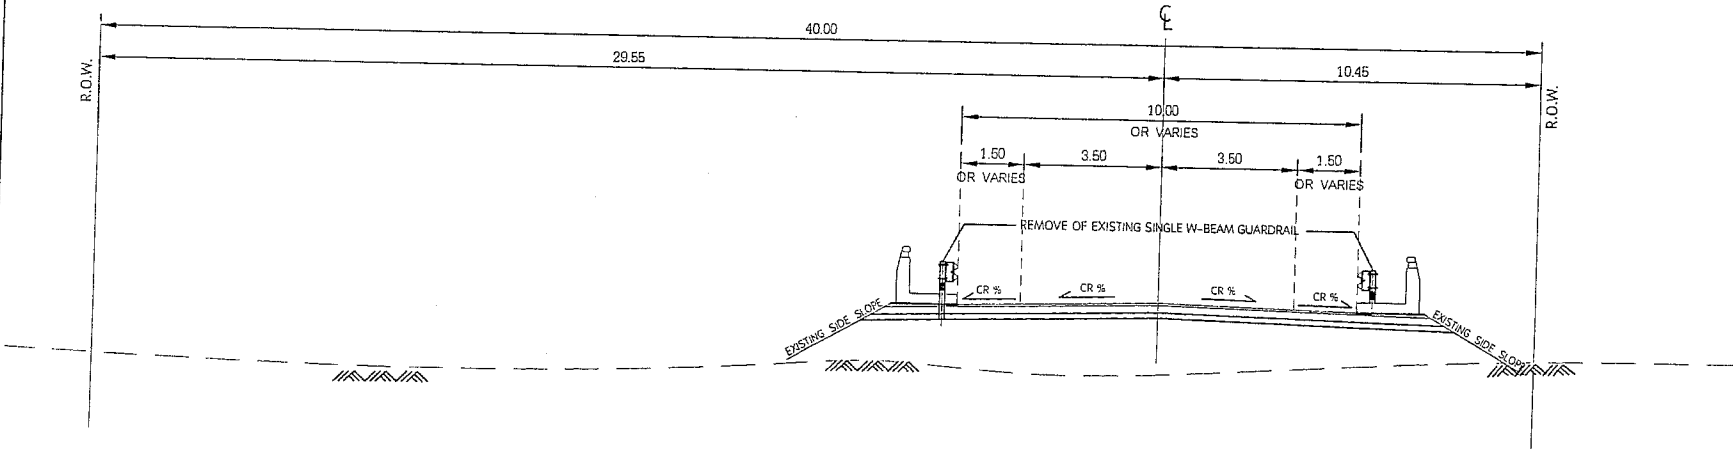 ℄
40.00
29.55
10.45
R.O.W.
R.O.W.
10.00
OR VARIES
1.50
3.50
3.50
1.50
OR VARIES
OR VARIES
REMOVE OF EXISTING SINGLE W-BEAM GUARDRAIL
CR %
CR %
CR %
CR %
EXISTING SIDE SLOPE
EXISTING SIDE SLOPE